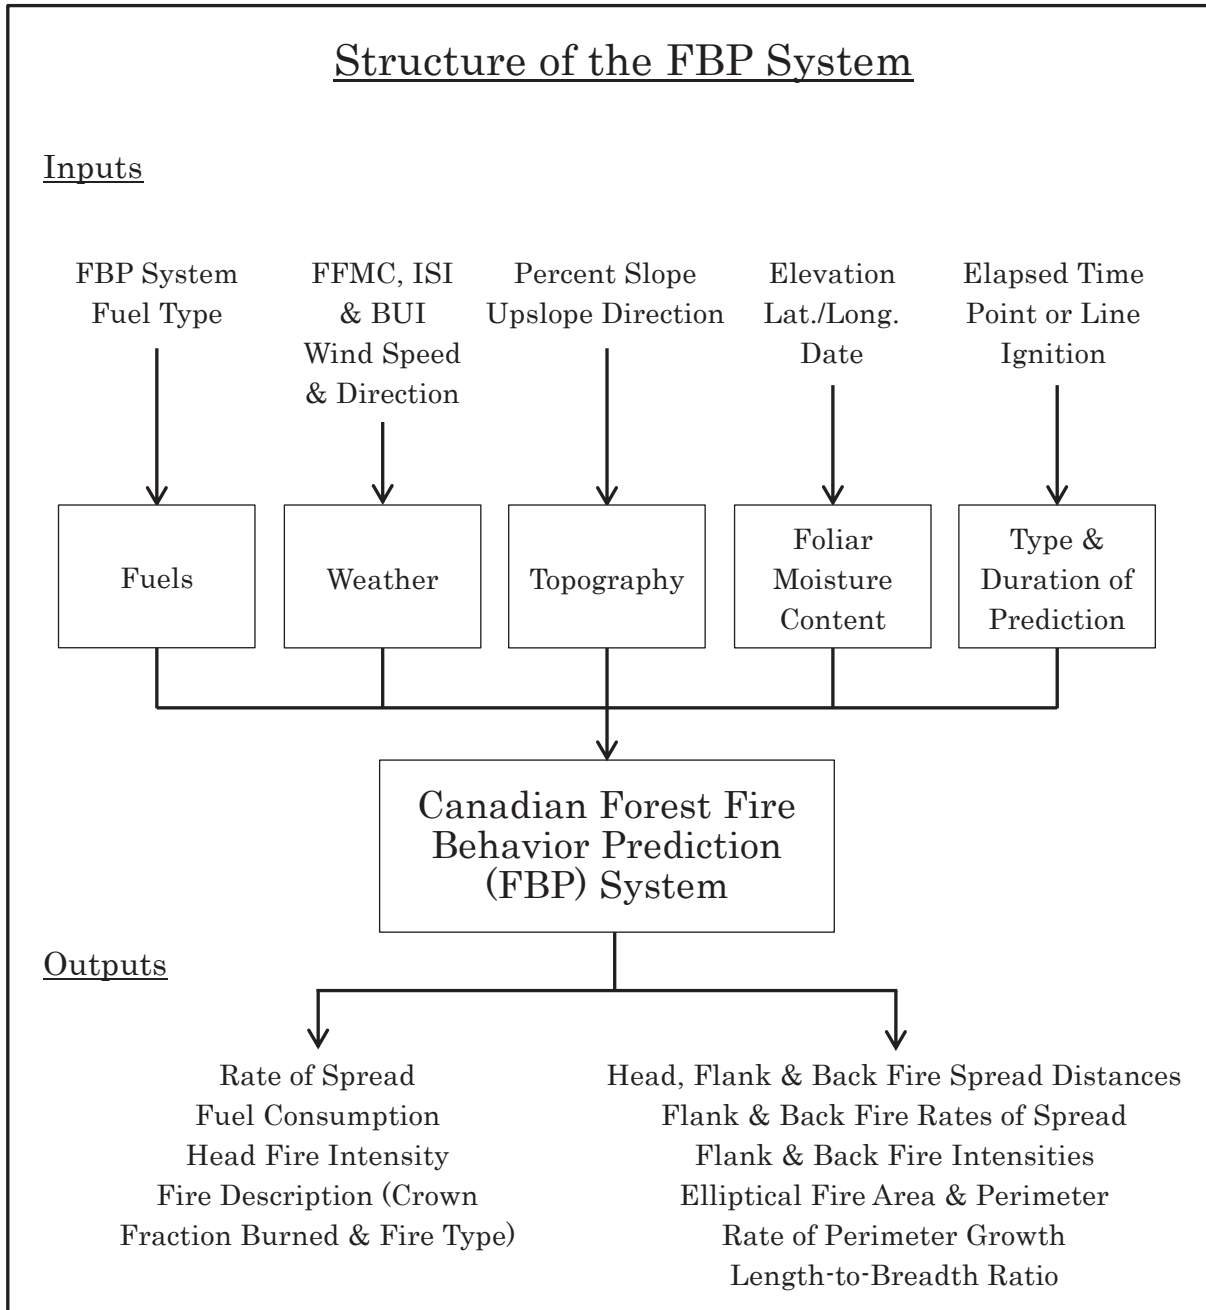 Structure of the FBP System
Inputs
FBP System
Fuel Type
FFMC, ISI
& BUI
Wind Speed
& Direction
Percent Slope
Upslope Direction
Elevation
Lat./Long.
Date
Elapsed Time
Point or Line
Ignition
Fuels
Weather
Topography
Foliar
Moisture
Content
Type &
Duration of
Prediction
Canadian Forest Fire
Behavior Prediction
(FBP) System
Outputs
Rate of Spread
Fuel Consumption
Head Fire Intensity
Fire Description (Crown
Fraction Burned & Fire Type)
Head, Flank & Back Fire Spread Distances
Flank & Back Fire Rates of Spread
Flank & Back Fire Intensities
Elliptical Fire Area & Perimeter
Rate of Perimeter Growth
Length-to-Breadth Ratio